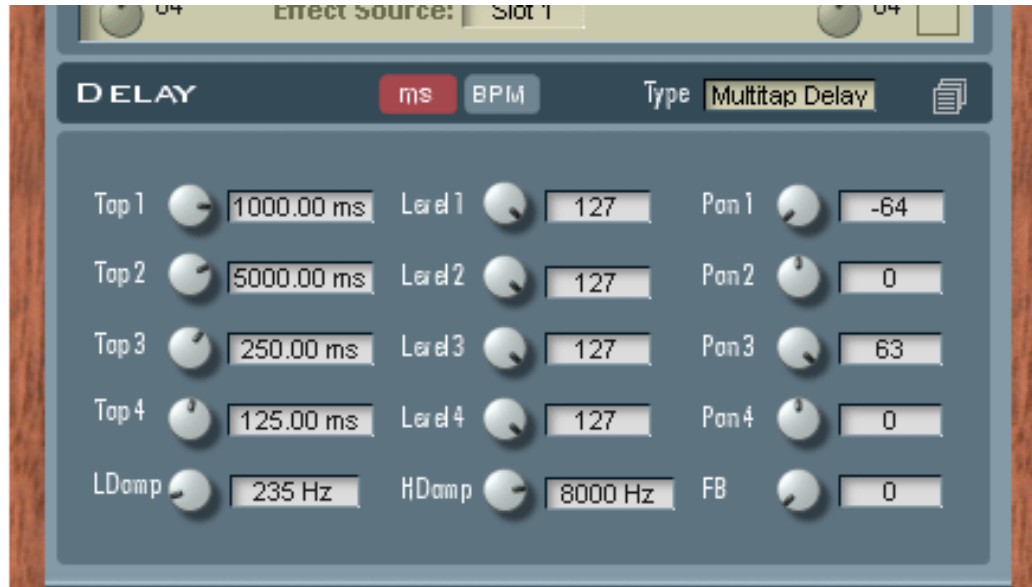 64 Effect Source: Slot 1 64
DELAY ms BPM Type Multitap Delay
Tap 1 1000.00 ms Level 1 127 Pan 1 -64
Tap 2 5000.00 ms Level 2 127 Pan 2 0
Tap 3 250.00 ms Level 3 127 Pan 3 63
Tap 4 125.00 ms Level 4 127 Pan 4 0
LDamp 235 Hz HDamp 8000 Hz FB 0